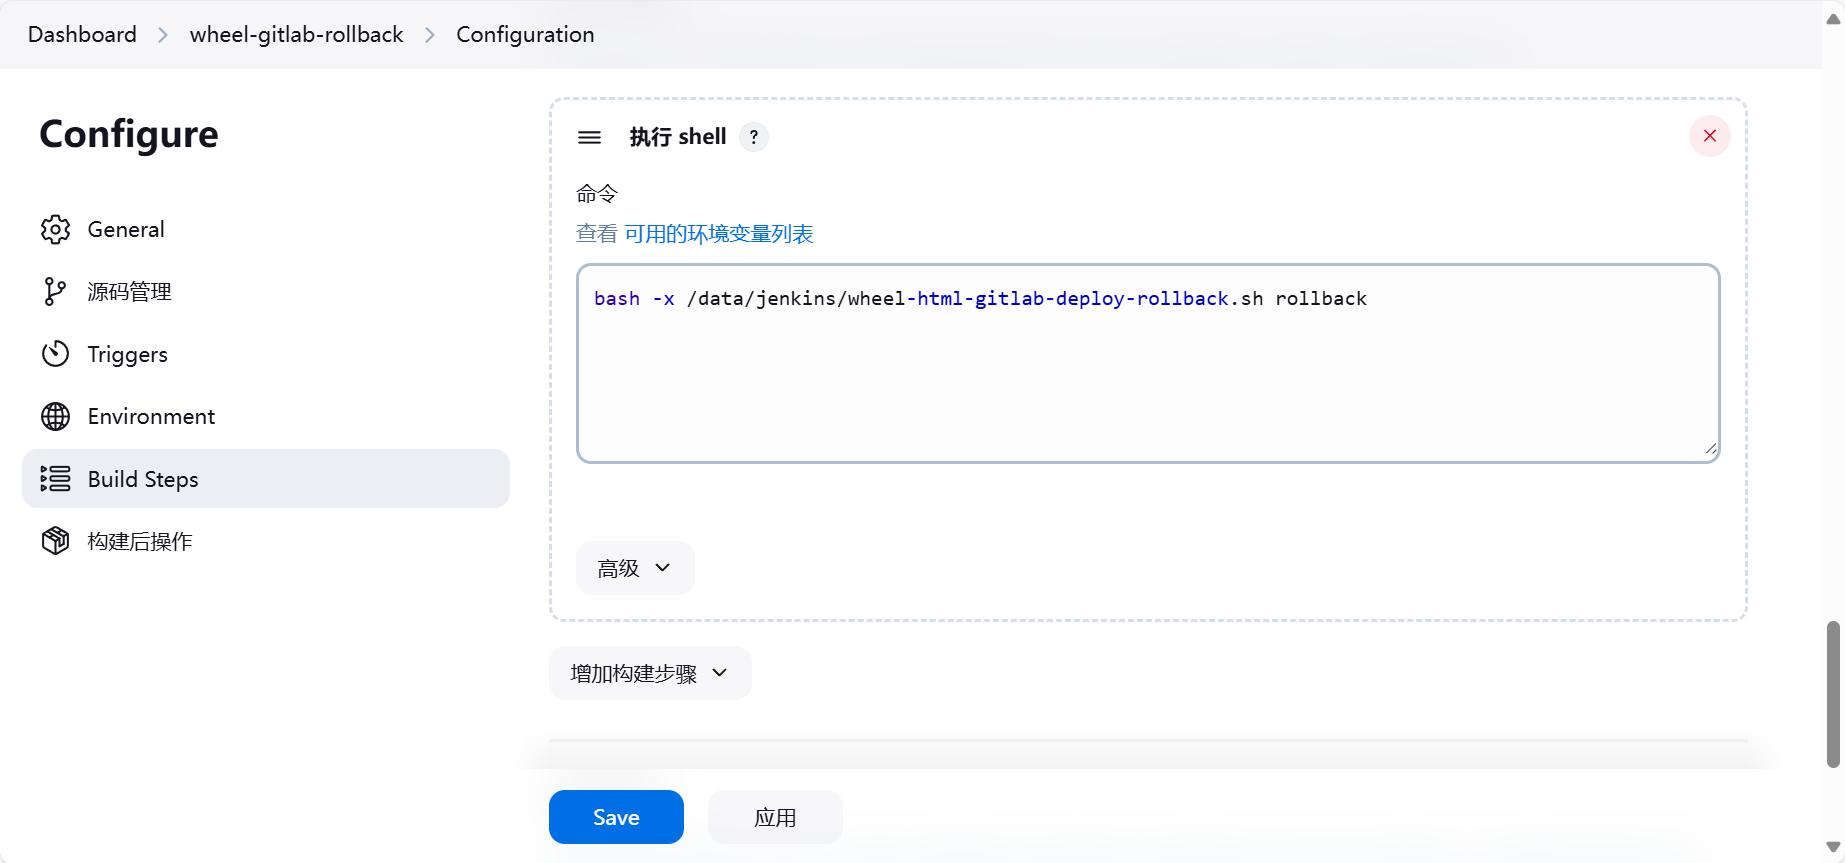 Dashboard > wheel-gitlab-rollback > Configuration
Configure
General
源码管理
Triggers
Environment
Build Steps
构建后操作
执行 shell ?
命令
查看 可用的环境变量列表
bash -x /data/jenkins/wheel-html-gitlab-deploy-rollback.sh rollback
高级
增加构建步骤
Save 应用